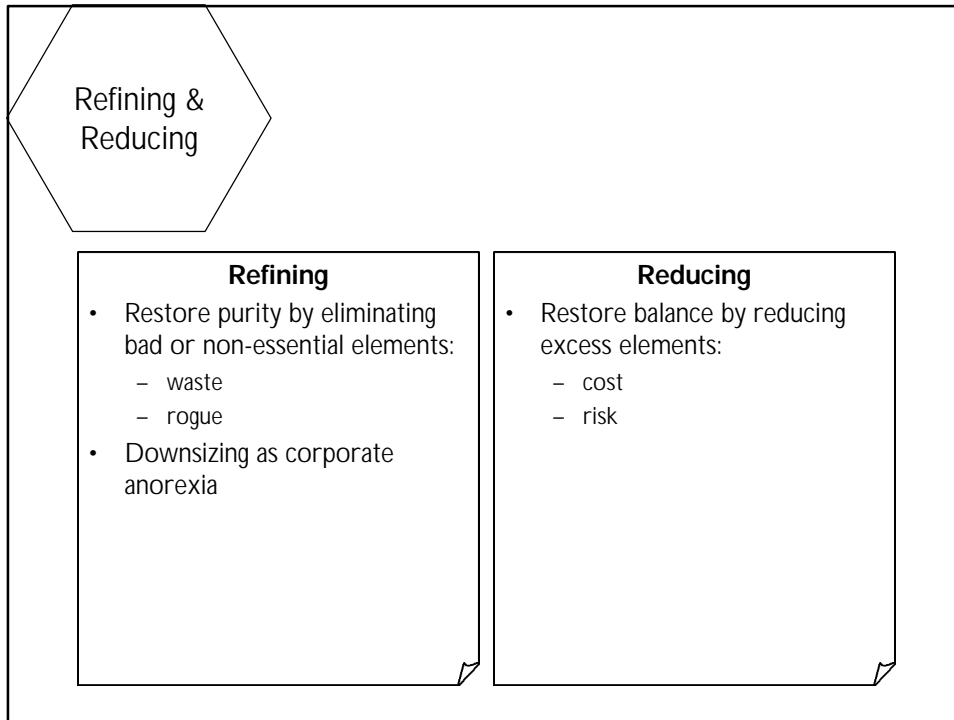 Refining &
Reducing
Refining
• Restore purity by eliminating
bad or non-essential elements:
– waste
– rogue
• Downsizing as corporate
anorexia
Reducing
• Restore balance by reducing
excess elements:
– cost
– risk